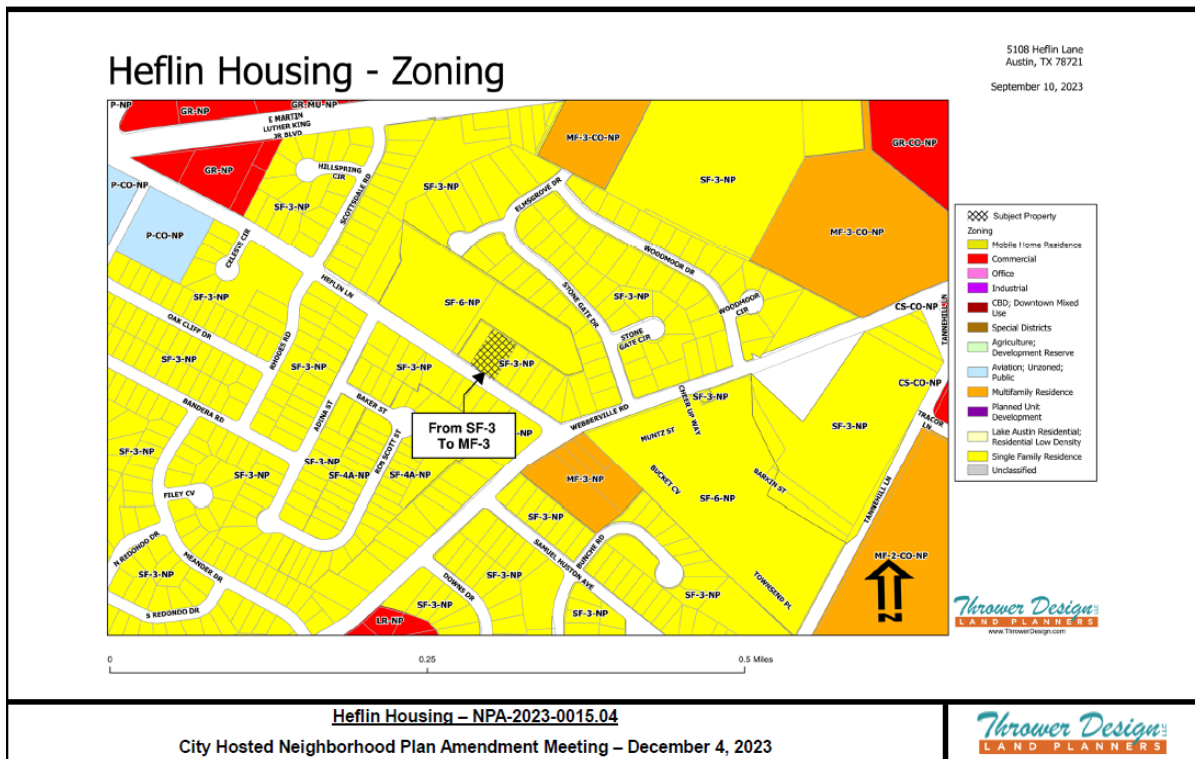 Heflin Housing - Zoning
5108 Heflin Lane
Austin, TX 78721
September 10, 2023
P-NP
GR-NP
GR-MU-NP
E MARTIN
LUTHER KING
JR BLVD
MF-3-CO-NP
GR-CO-NP
GR-NP
HILLSPRING
CIR
SF-3-NP
SCOTTSDALE RD
SF-3-NP
SF-3-NP
P-CO-NP
P-CO-NP
ELMSGROVE DR
MF-3-CO-NP
CELESTE CIR
WOODMOOR DR
HEFLIN LN
SF-6-NP
STONE GATE DR
SF-3-NP
WOODMOOR
CIR
CS-CO-NP
TANNEHILL LN
SF-3-NP
OAK CLIFF DR
RHODES RD
STONE
GATE CIR
SF-3-NP
SF-3-NP
SF-3-NP
SF-3-NP
CS-CO-NP
BAKER ST
ADINA ST
BANDERA RD
From SF-3
To MF-3
-NP
WEBBERVILLE RD
CHEER UP WAY
SF-3-NP
SF-3-NP
TRACOR
LN
MUNTZ ST
RON SCOTT ST
SF-3-NP
SF-3-NP
SF-3-NP
SF-4A-NP
SF-4A-NP
MF-3-NP
BUCKET CV
BARKIN ST
SF-6-NP
TANNEHILL LN
FILEY CV
SF-3-NP
N REDONDO DR
MEANDER DR
SAMUEL HUSTON AVE
BUNCHE RD
MF-2-CO-NP
SF-3-NP
SF-3-NP
DOWNS DR
SF-3-NP
TOWNSEND PL
S REDONDO DR
SF-3-NP
SF-3-NP
LR-NP
N
Subject Property
Zoning
Mobile Home Residence
Commercial
Office
Industrial
CBD; Downtown Mixed
Use
Special Districts
Agriculture;
Development Reserve
Aviation; Unzoned;
Public
Multifamily Residence
Planned Unit
Development
Lake Austin Residential;
Residential Low Density
Single Family Residence
Unclassified
Thrower Design LLC
LAND PLANNERS
www.ThrowerDesign.com
0 0.25 0.5 Miles
Heflin Housing – NPA-2023-0015.04
City Hosted Neighborhood Plan Amendment Meeting – December 4, 2023
Thrower Design LLC
LAND PLANNERS